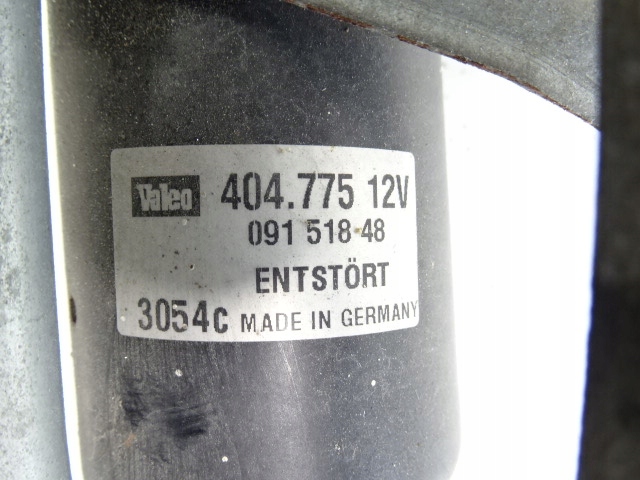 Valeo 404.775 12V
091 518 48
ENTSTÖRT
3054c MADE IN GERMANY